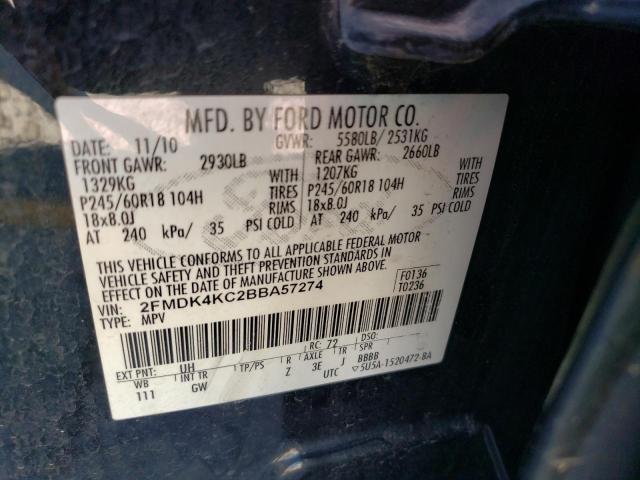 MFD. BY FORD MOTOR CO.
DATE: 11/10 GVWR: 5580LB/ 2531KG
FRONT GAWR: 2930LB REAR GAWR: 2660LB
1329KG WITH 1207KG WITH
P245/60R18 104H TIRES P245/60R18 104H TIRES
18x8.0J RIMS 18x8.0J RIMS
AT 240 kPa/ 35 PSI COLD AT 240 kPa/ 35 PSI COLD
THIS VEHICLE CONFORMS TO ALL APPLICABLE FEDERAL MOTOR
VEHICLE SAFETY AND THEFT PREVENTION STANDARDS IN
EFFECT ON THE DATE OF MANUFACTURE SHOWN ABOVE.
VIN: 2FMDK4KC2BBA57274 F0136
TYPE: MPV T0236
EXT PNT: UH RC: 72 DSO:
WB INT TR TP/PS R AXLE TR SPR
111 GW Z 3E J BBBB
UTC ▽5U5A-1520472-BA